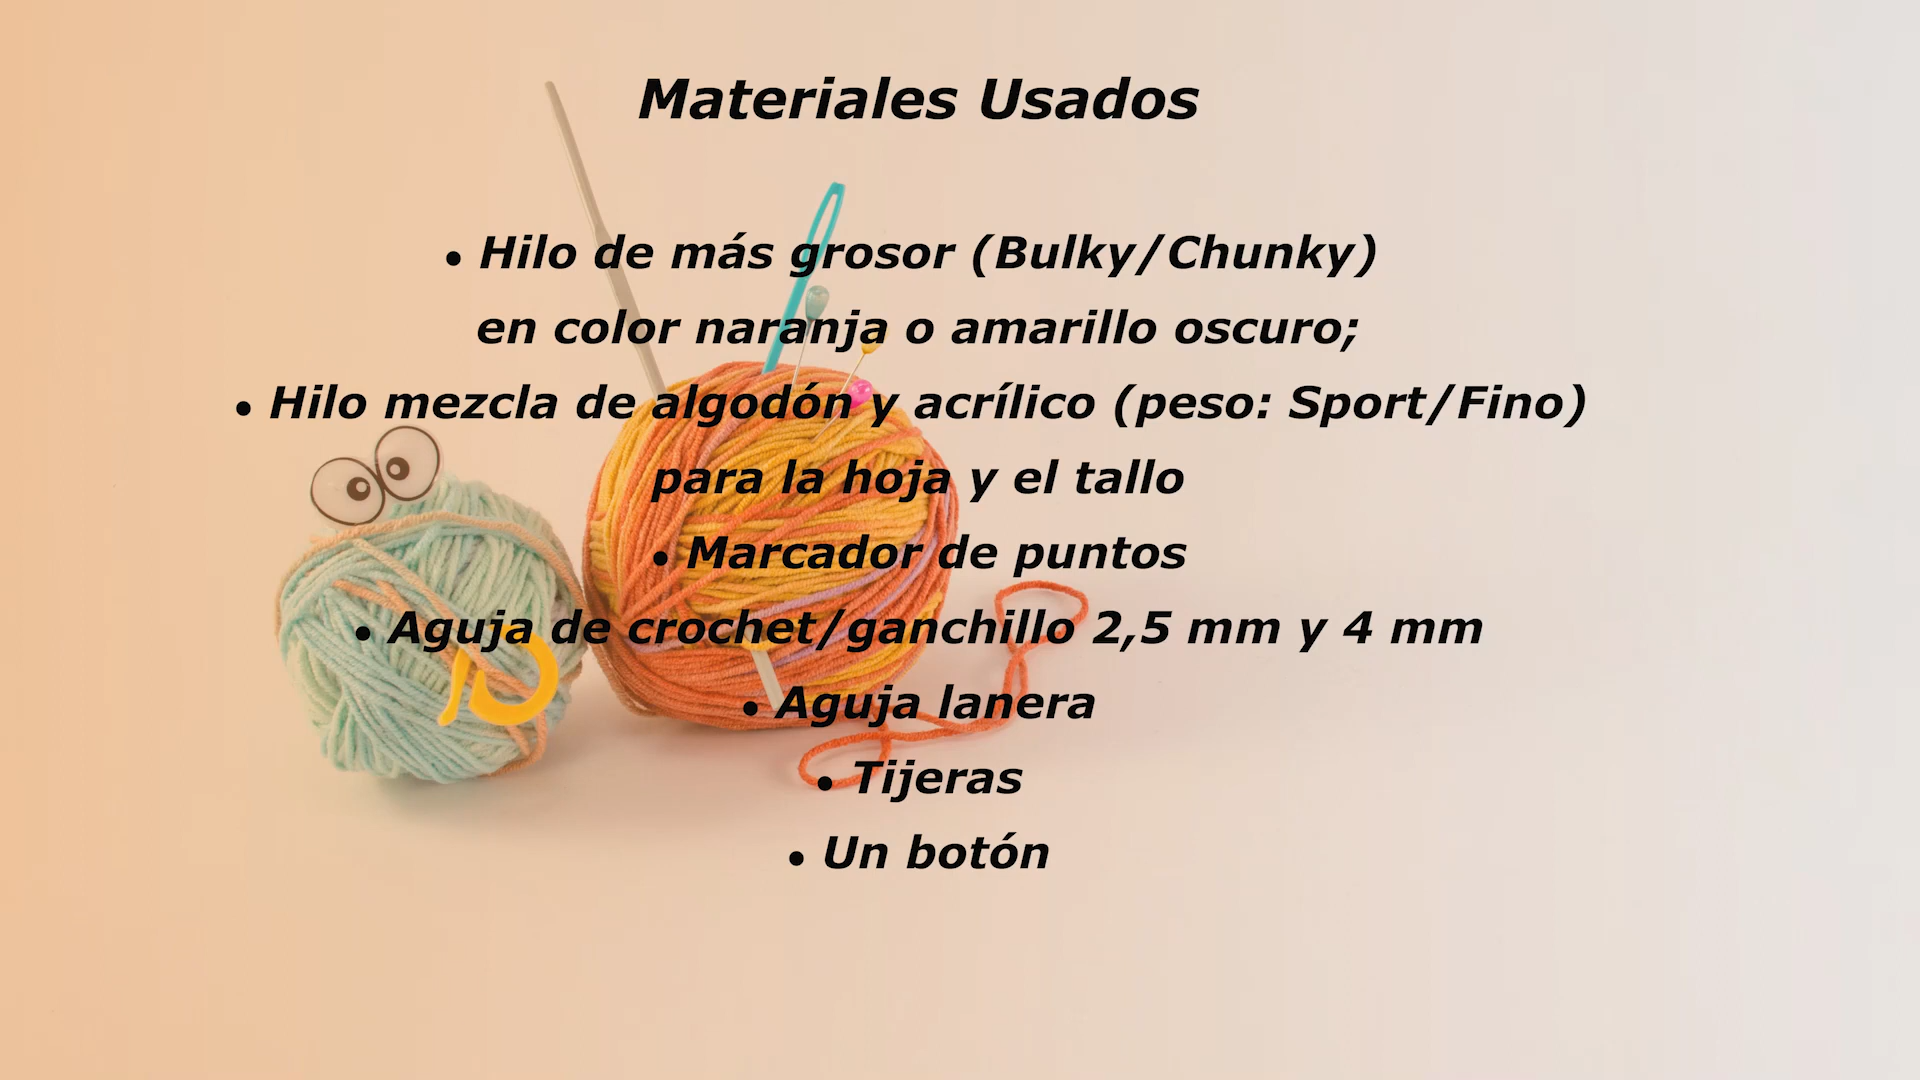 Materiales Usados
• Hilo de más grosor (Bulky/Chunky)
en color naranja o amarillo oscuro;
• Hilo mezcla de algodón y acrílico (peso: Sport/Fino)
para la hoja y el tallo
• Marcador de puntos
• Aguja de crochet/ganchillo 2,5 mm y 4 mm
• Aguja lanera
• Tijeras
• Un botón